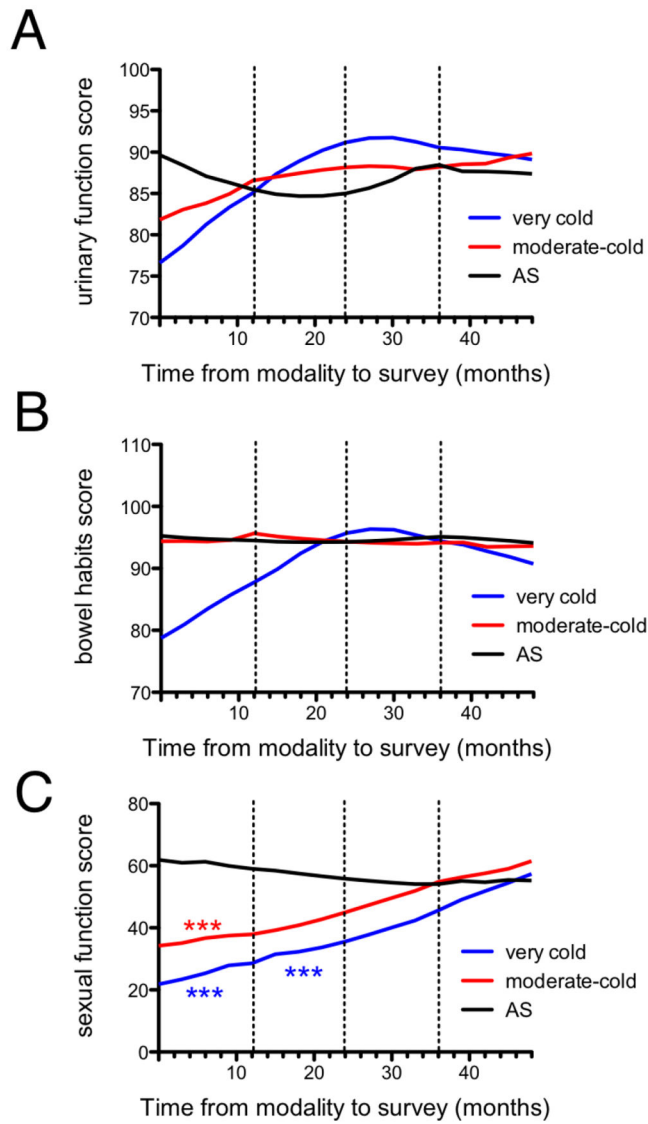 A
urinary function score
100
95
90
85
80
75
70
very cold
moderate-cold
AS
10 20 30 40
Time from modality to survey (months)
B
bowel habits score
110
100
90
80
70
very cold
moderate-cold
AS
10 20 30 40
Time from modality to survey (months)
C
sexual function score
80
60
40
20
0
***
*** ***
very cold
moderate-cold
AS
10 20 30 40
Time from modality to survey (months)